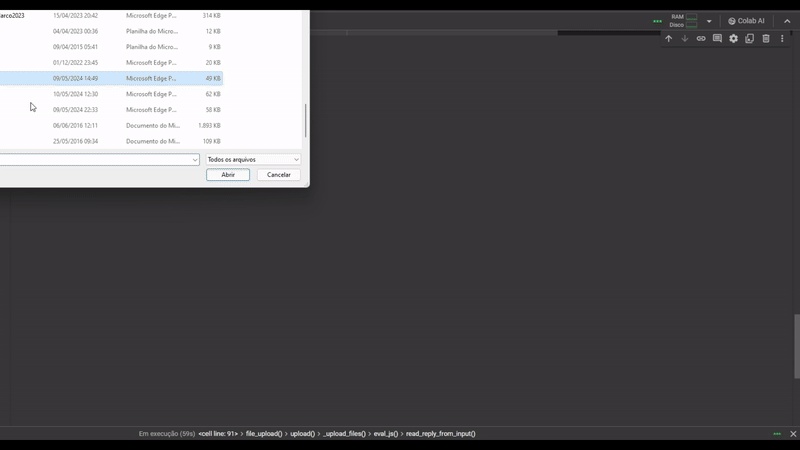 arco2023 13/04/2023 20:42 Microsoft Edge P... 314 KB
04/04/2023 00:36 Planilha do Micro... 12 KB
09/04/2015 05:41 Planilha do Micro... 9 KB
01/12/2022 23:45 Microsoft Edge P... 20 KB
09/05/2024 14:49 Microsoft Edge P... 49 KB
10/05/2024 12:30 Microsoft Edge P... 62 KB
09/05/2024 22:33 Microsoft Edge P... 58 KB
06/06/2016 12:11 Documento do Mi... 1.893 KB
25/05/2016 09:34 Documento do Mi... 109 KB
Todos os arquivos
Abrir Cancelar
RAM
Disco
Colab AI
Em execução (59s) <cell line: 91> > file_upload() > upload() > _upload_files() > eval_js() > read_reply_from_input()